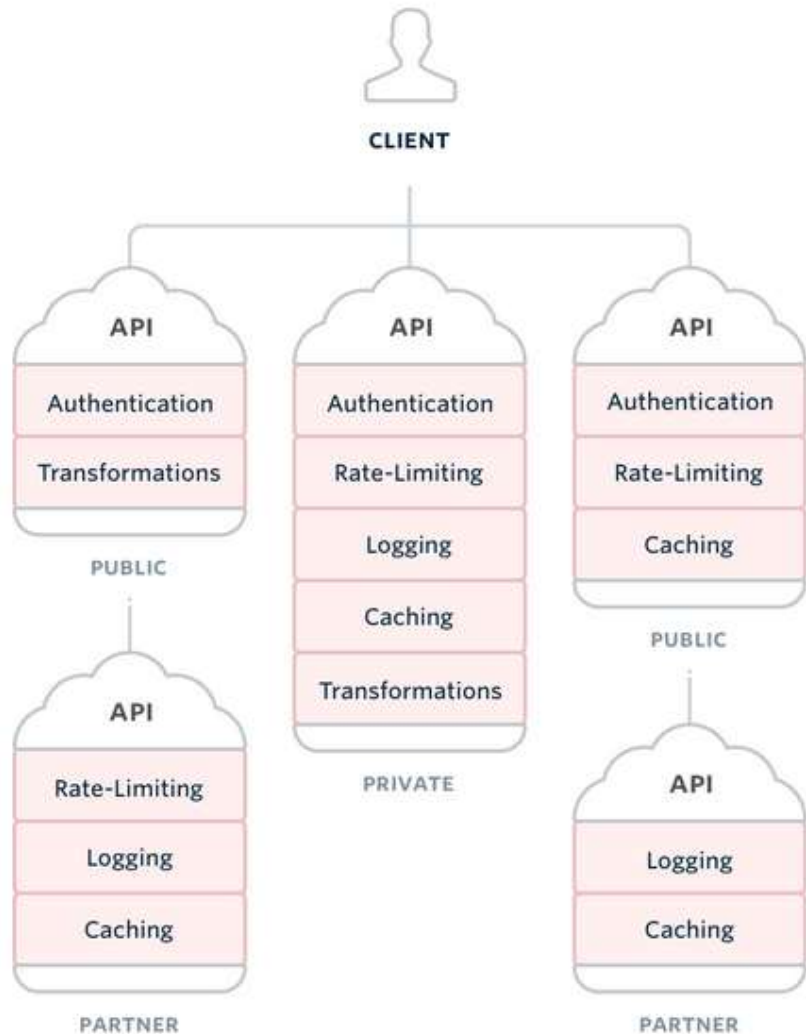 CLIENT
API
Authentication
Transformations
PUBLIC
API
Rate-Limiting
Logging
Caching
PARTNER
API
Authentication
Rate-Limiting
Logging
Caching
Transformations
PRIVATE
API
Authentication
Rate-Limiting
Caching
PUBLIC
API
Logging
Caching
PARTNER